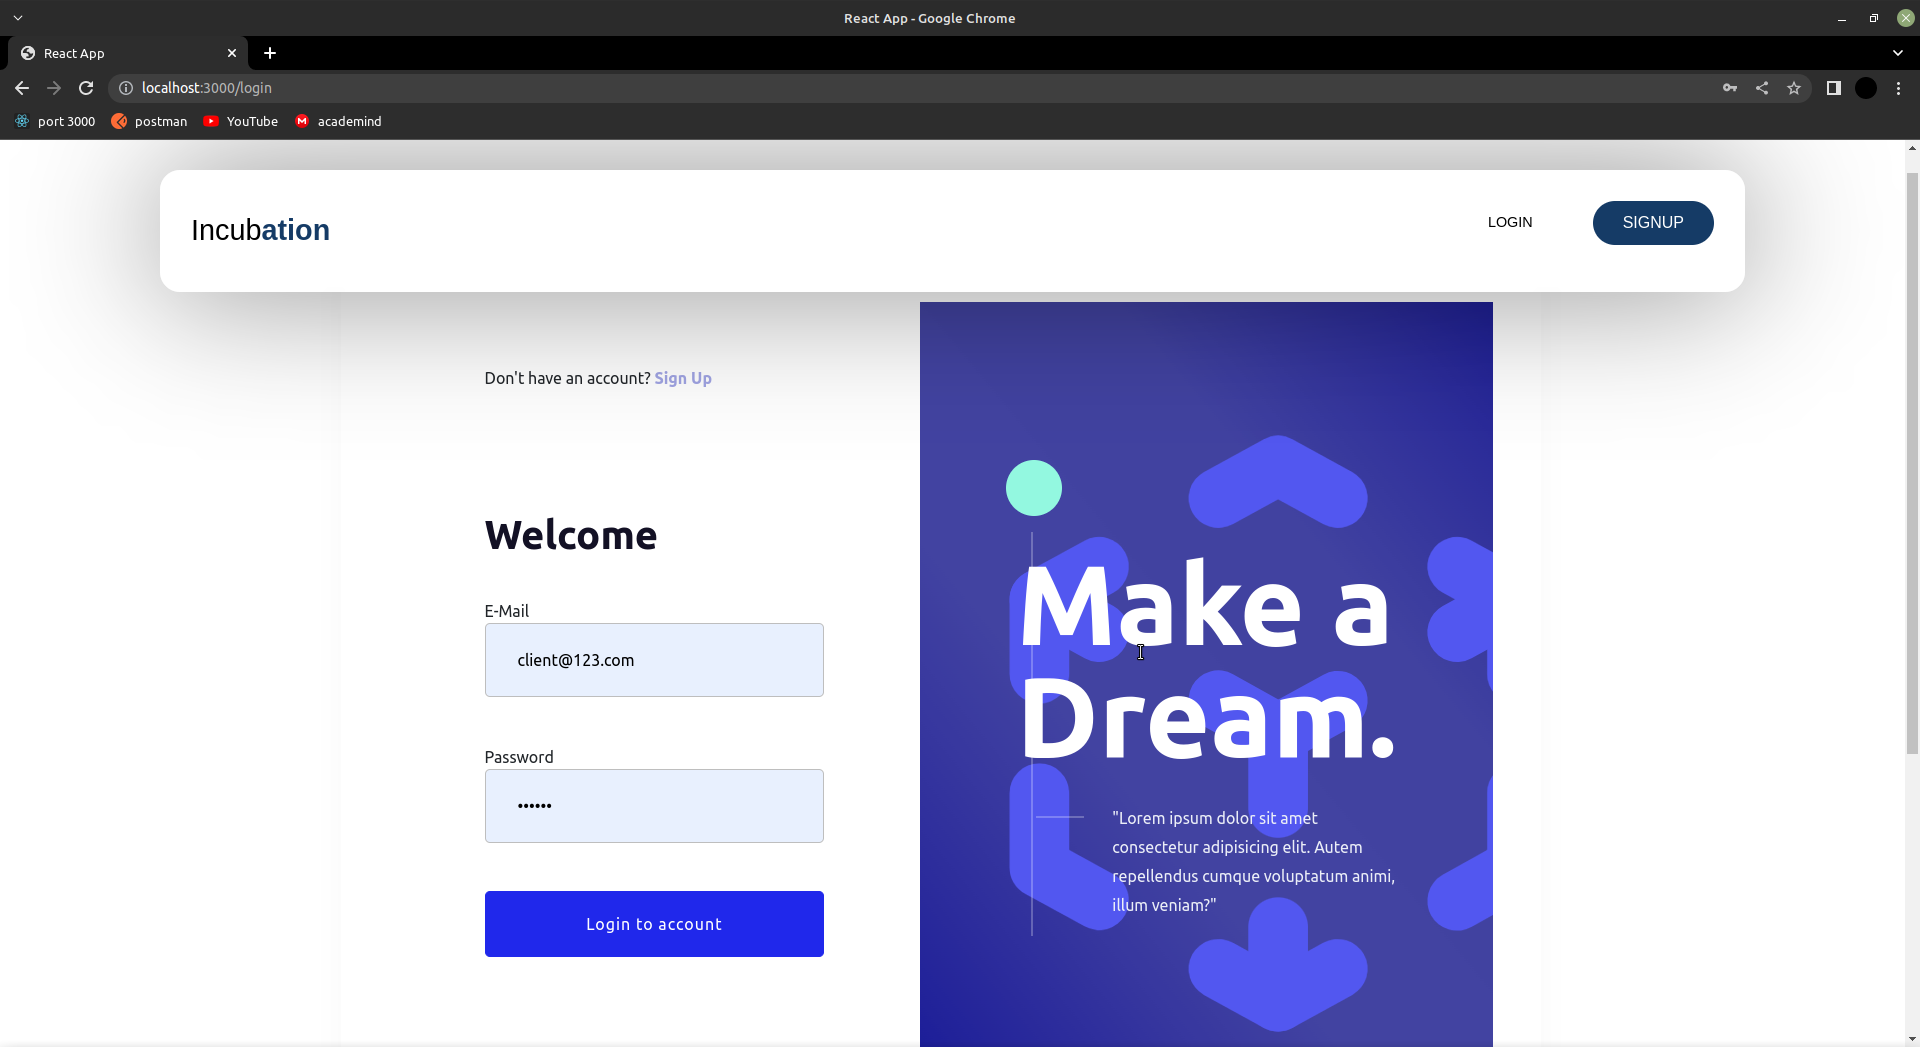 React App - Google Chrome
React App
localhost:3000/login
port 3000 postman YouTube academind
Incubation
LOGIN
SIGNUP
Don't have an account? Sign Up
Welcome
E-Mail
client@123.com
Password
••••••
Login to account
Make a
Dream.
"Lorem ipsum dolor sit amet
consectetur adipisicing elit. Autem
repellendus cumque voluptatum animi,
illum veniam?"